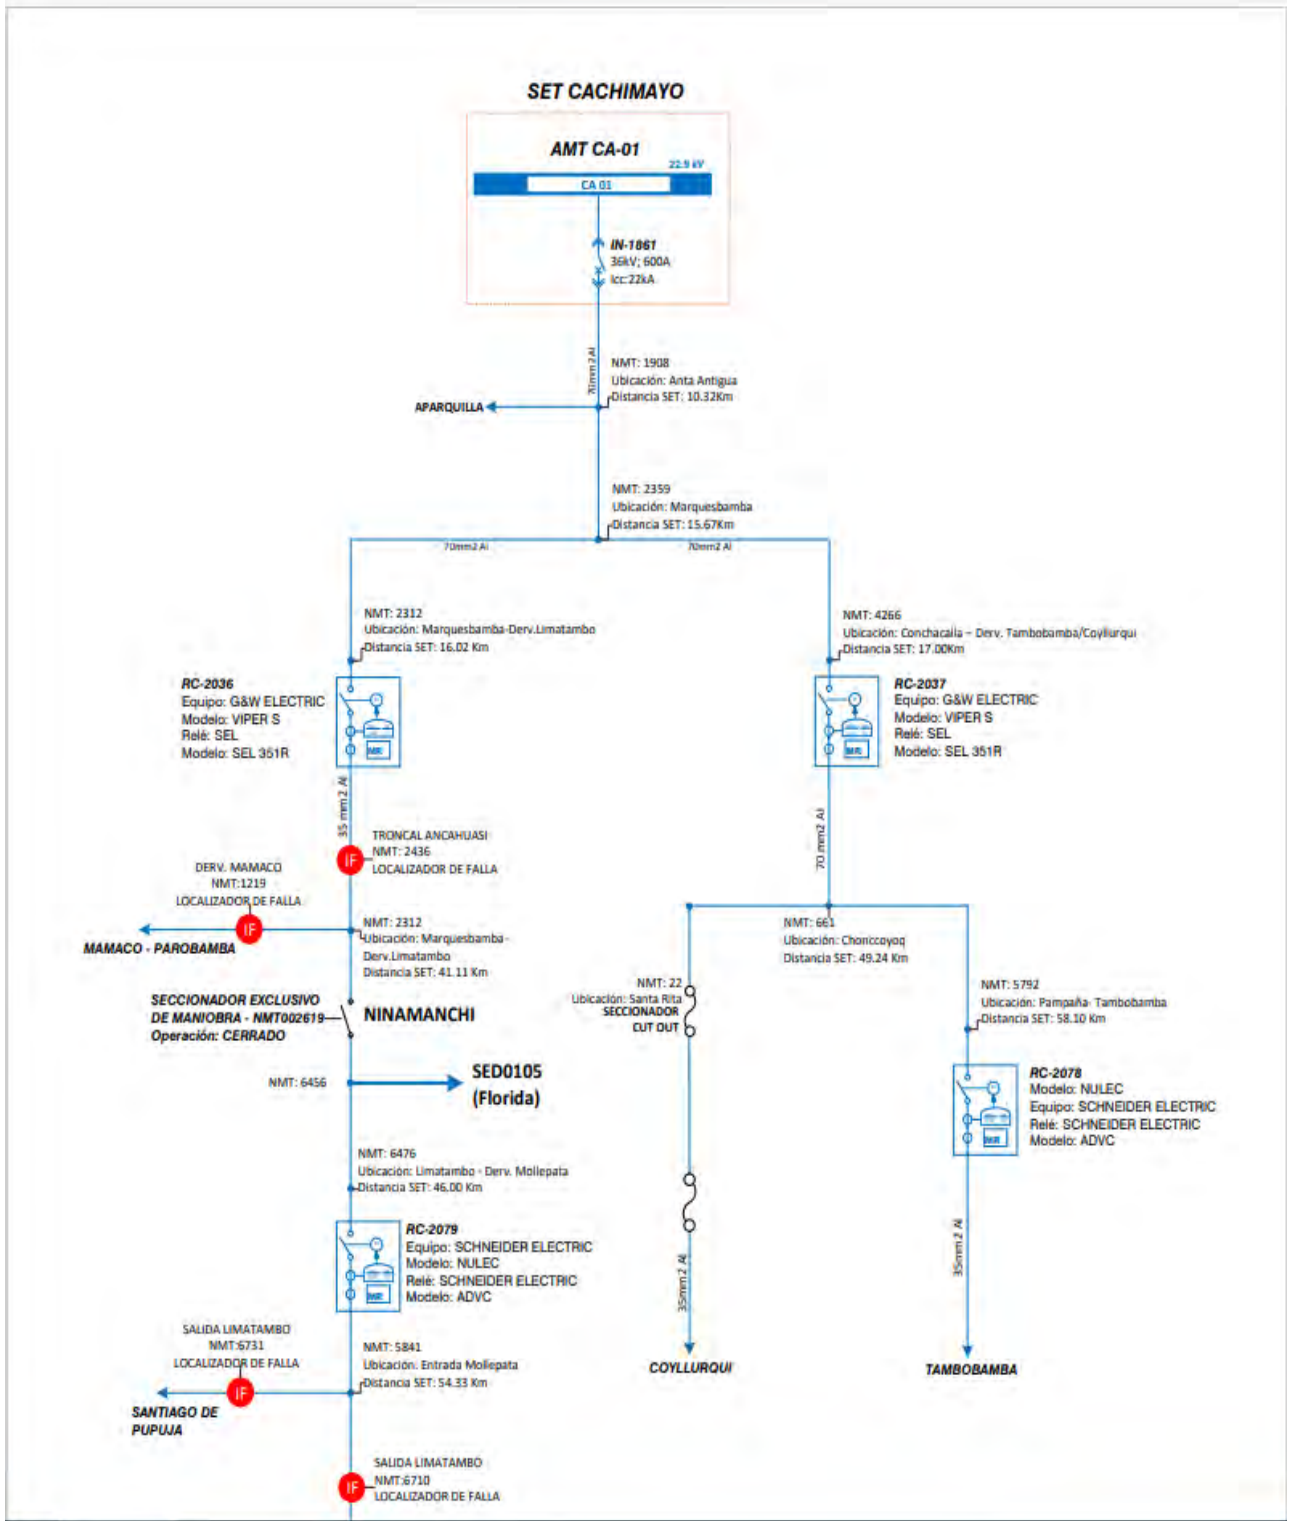 SET CACHIMAYO
AMT CA-01
22.9 kV
CA 01
IN-1861
36kV; 600A
Icc:22kA
70mm2 Al
NMT: 1908
Ubicación: Anta Antigua
Distancia SET: 10.32Km
APARQUILLA
NMT: 2359
Ubicación: Marquesbamba
Distancia SET: 15.67Km
70mm2 Al
70mm2 Al
NMT: 2312
Ubicación: Marquesbamba-Derv.Limatambo
Distancia SET: 16.02 Km
NMT: 4266
Ubicación: Conchacalla – Derv. Tambobamba/Coyllurqui
Distancia SET: 17.00Km
RC-2036
Equipo: G&W ELECTRIC
Modelo: VIPER S
Relé: SEL
Modelo: SEL 351R
RC-2037
Equipo: G&W ELECTRIC
Modelo: VIPER S
Relé: SEL
Modelo: SEL 351R
35 mm2 Al
70 mm2 Al
TRONCAL ANCAHUASI
NMT: 2436
LOCALIZADOR DE FALLA
IF
DERV. MAMACO
NMT:1219
LOCALIZADOR DE FALLA
IF
MAMACO - PAROBAMBA
NMT: 2312
Ubicación: Marquesbamba-
Derv.Limatambo
Distancia SET: 41.11 Km
NMT: 661
Ubicación: Chonccoyoq
Distancia SET: 49.24 Km
SECCIONADOR EXCLUSIVO
DE MANIOBRA - NMT002619
Operación: CERRADO
NINAMANCHI
NMT: 22
Ubicación: Santa Rita
SECCIONADOR
CUT OUT
NMT: 5792
Ubicación: Pampaña- Tambobamba
Distancia SET: 58.10 Km
NMT: 6456
SED0105
(Florida)
RC-2078
Modelo: NULEC
Equipo: SCHNEIDER ELECTRIC
Relé: SCHNEIDER ELECTRIC
Modelo: ADVC
NMT: 6476
Ubicación: Limatambo - Derv. Mollepata
Distancia SET: 46.00 Km
RC-2079
Equipo: SCHNEIDER ELECTRIC
Modelo: NULEC
Relé: SCHNEIDER ELECTRIC
Modelo: ADVC
35mm2 Al
35mm2 Al
SALIDA LIMATAMBO
NMT:6731
LOCALIZADOR DE FALLA
IF
SANTIAGO DE
PUPUJA
NMT: 5841
Ubicación: Entrada Mollepata
Distancia SET: 54.33 Km
COYLLURQUI
TAMBOBAMBA
SALIDA LIMATAMBO
NMT:6710
LOCALIZADOR DE FALLA
IF